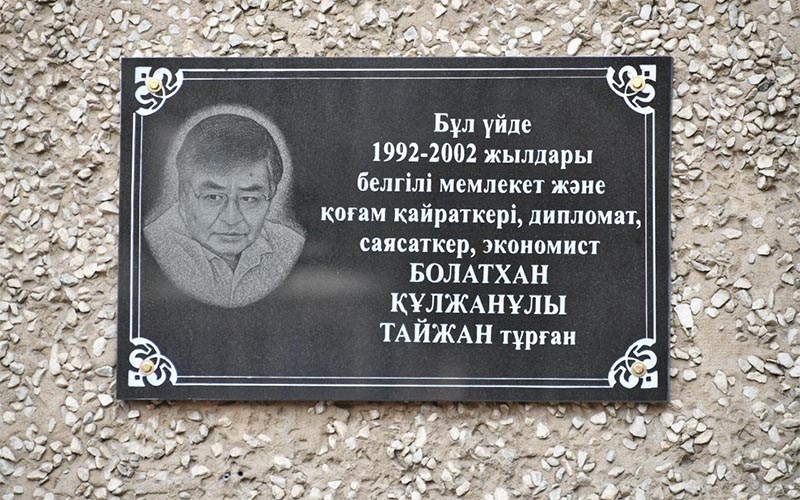 Бұл үйде
1992-2002 жылдары
белгілі мемлекет және
қоғам қайраткері, дипломат,
саясаткер, экономист
БОЛАТХАН
ҚҰЛЖАНҰЛЫ
ТАЙЖАН тұрған